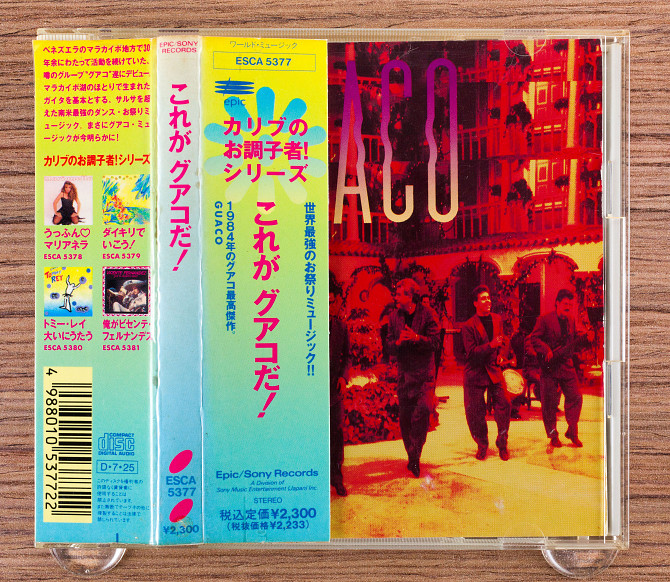 ベネズエラのマラカイボ地方で30
年余にわたって活動を続けていた、
噂のグループ"グアコ"遂にデビュー
マラカイボ湖のほとりで生まれた
ガイタを基本とする、サルサを超
えた南米最強のダンス・お祭りミ
ュージック、まさにグアコ・ミュ
ージックが今明らかに!
カリブのお調子者!シリーズ
うっふん♡
マリアネラ
ESCA 5378
ダイキリで
いこう!
ESCA 5379
トミー・レイ
大いにうたう
ESCA 5380
俺がビセンテ・
フェルナンデス
ESCA 5381
4 988010 537722
COMPACT
disc
DIGITAL AUDIO
D・7・25
EPIC/SONY
RECORDS
これが グアコだ!
ESCA
5377
¥2,300
ワールド・ミュージック
ESCA 5377
epic
カリブの
お調子者!
シリーズ
世界最強のお祭りミュージック!!
これが グアコだ!
1984年のグアコ最高傑作。
GUACO
Epic/Sony Records
A Division of
Sony Music Entertainment (Japan) Inc.
STEREO
税込定価¥2,300
(税抜価格¥2,233)
ACO